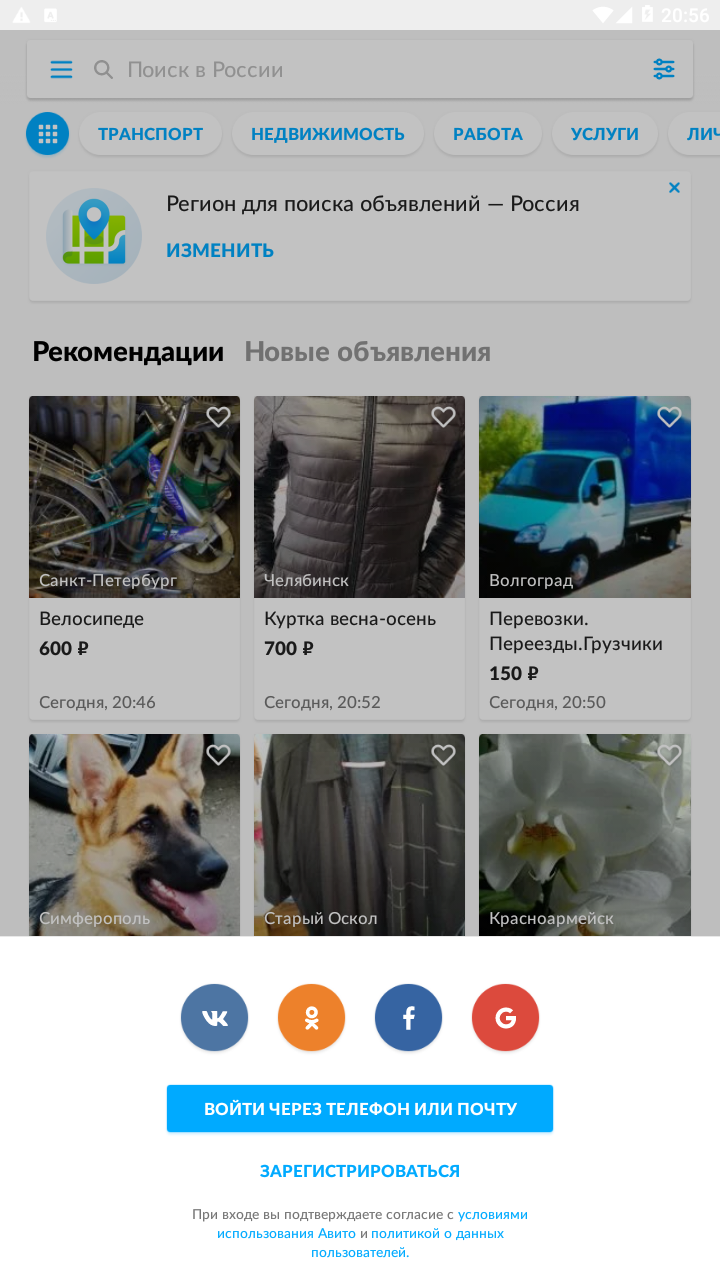 20:56
Поиск в России
ТРАНСПОРТ НЕДВИЖИМОСТЬ РАБОТА УСЛУГИ ЛИЧ
Регион для поиска объявлений — Россия
ИЗМЕНИТЬ
Рекомендации Новые объявления
Санкт-Петербург
Велосипеде
600 ₽
Сегодня, 20:46
Челябинск
Куртка весна-осень
700 ₽
Сегодня, 20:52
Волгоград
Перевозки.
Переезды.Грузчики
150 ₽
Сегодня, 20:50
Симферополь
Старый Оскол
Красноармейск
ВОЙТИ ЧЕРЕЗ ТЕЛЕФОН ИЛИ ПОЧТУ
ЗАРЕГИСТРИРОВАТЬСЯ
При входе вы подтверждаете согласие с условиями
использования Авито и политикой о данных
пользователей.